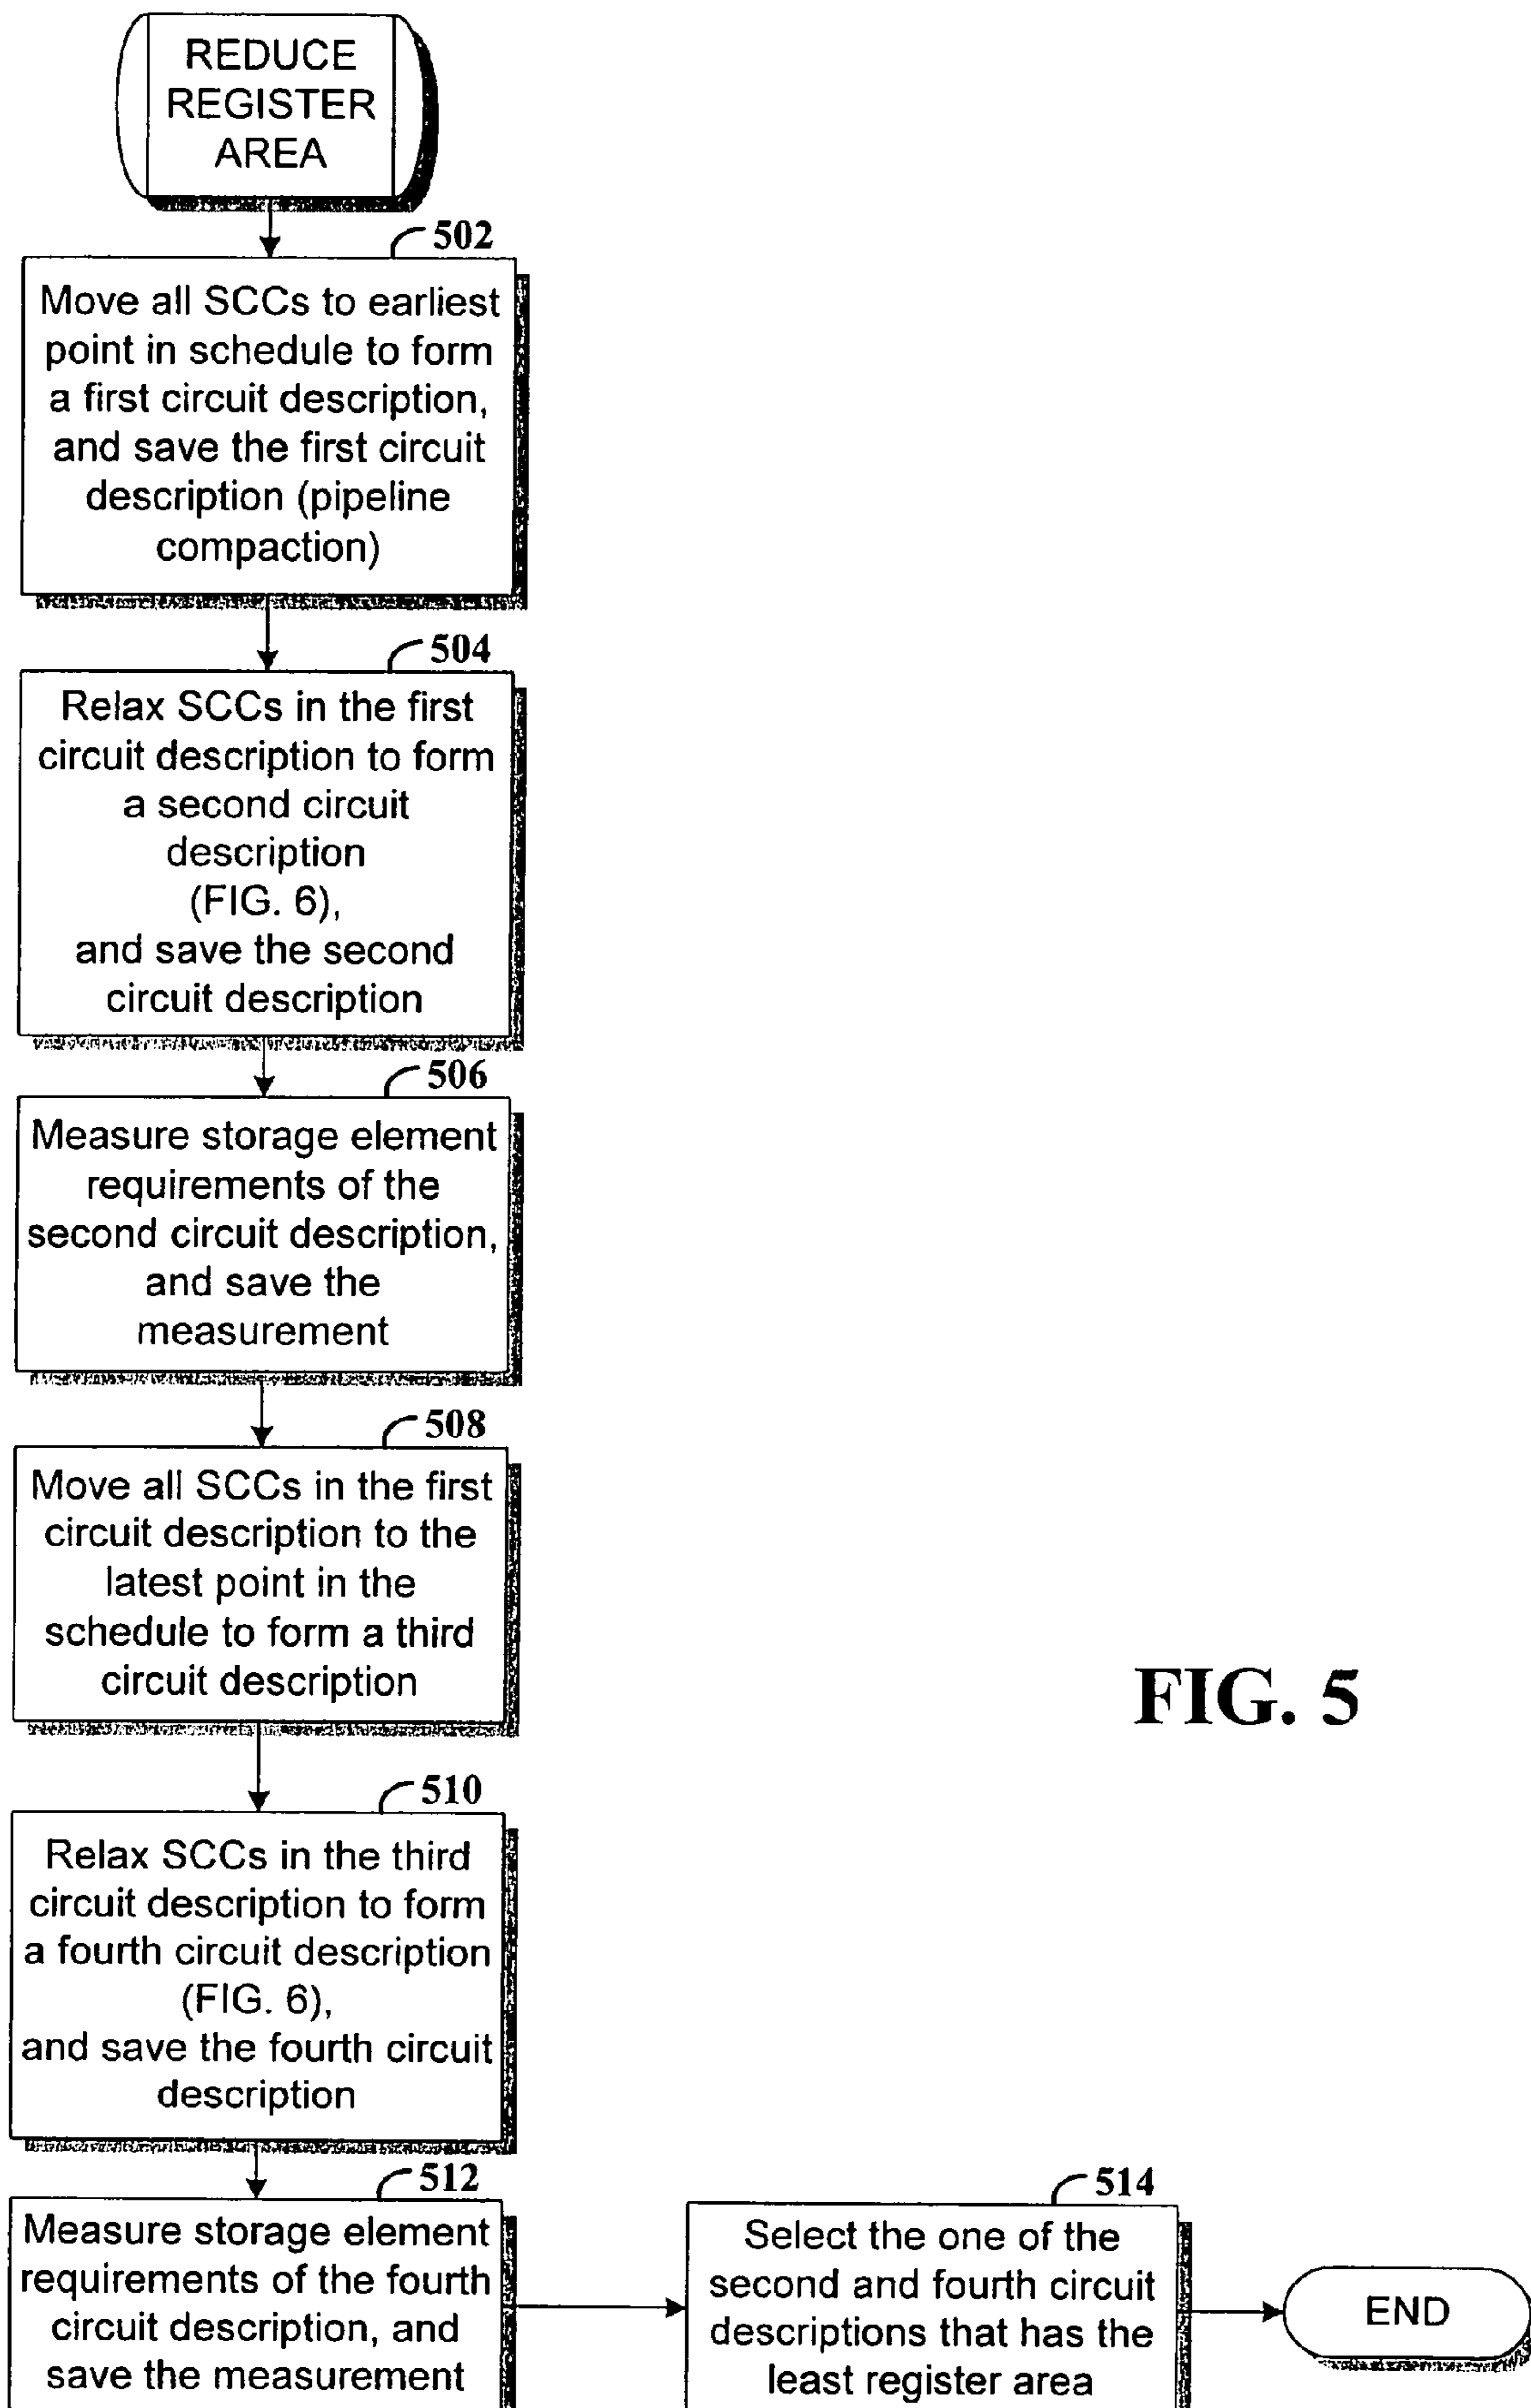 REDUCE
REGISTER
AREA
502
Move all SCCs to earliest
point in schedule to form
a first circuit description,
and save the first circuit
description (pipeline
compaction)
504
Relax SCCs in the first
circuit description to form
a second circuit
description
(FIG. 6),
and save the second
circuit description
506
Measure storage element
requirements of the
second circuit description,
and save the
measurement
508
Move all SCCs in the first
circuit description to the
latest point in the
schedule to form a third
circuit description
FIG. 5
510
Relax SCCs in the third
circuit description to form
a fourth circuit description
(FIG. 6),
and save the fourth circuit
description
512
Measure storage element
requirements of the fourth
circuit description, and
save the measurement
514
Select the one of the
second and fourth circuit
descriptions that has the
least register area
END